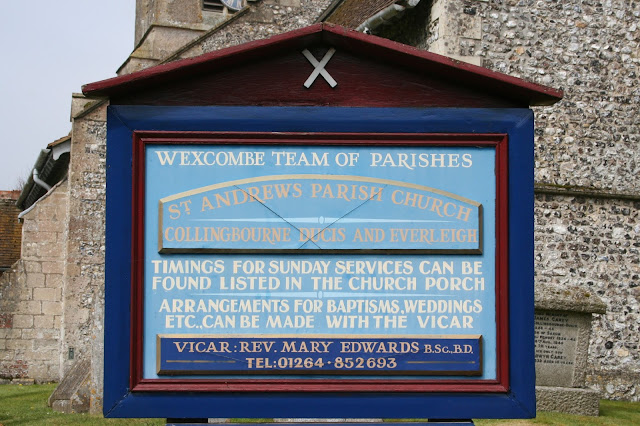 WEXCOMBE TEAM OF PARISHES
ST ANDREWS PARISH CHURCH
COLLINGBOURNE DUCIS AND EVERLEIGH
TIMINGS FOR SUNDAY SERVICES CAN BE
FOUND LISTED IN THE CHURCH PORCH
ARRANGEMENTS FOR BAPTISMS, WEDDINGS
ETC., CAN BE MADE WITH THE VICAR
VICAR: REV. MARY EDWARDS B.Sc., B.D.
TEL: 01264 · 852693